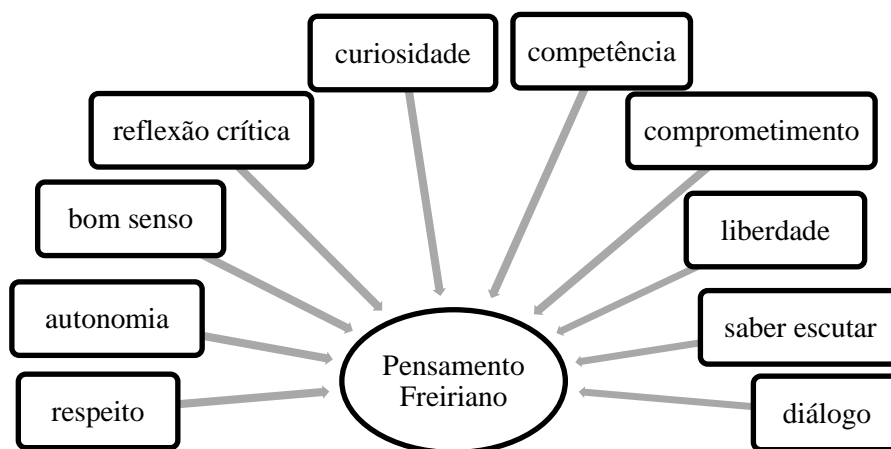 curiosidade
competência
reflexão crítica
comprometimento
bom senso
liberdade
autonomia
saber escutar
respeito
diálogo
Pensamento
Freiriano